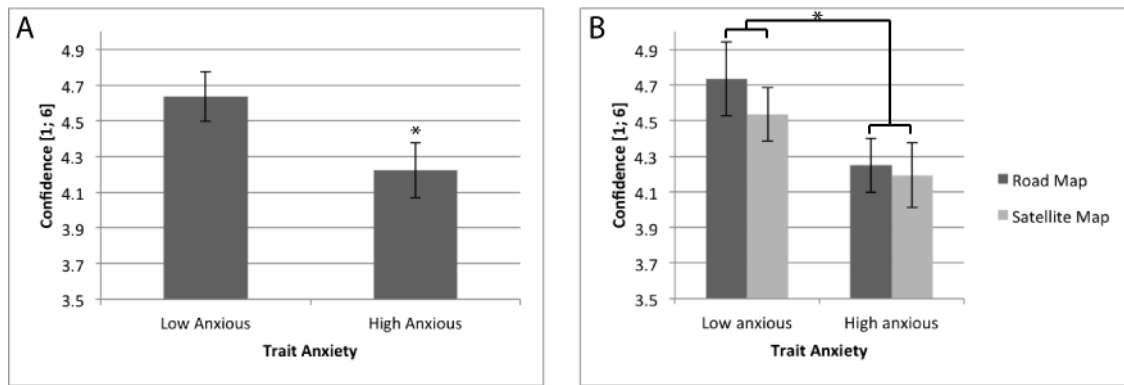 A
4.9
4.7
4.5
4.3
4.1
3.9
3.7
3.5
Confidence [1; 6]
*
Low Anxious High Anxious
Trait Anxiety
B
*
4.9
4.7
4.5
4.3
4.1
3.9
3.7
3.5
Confidence [1; 6]
Low anxious High anxious
Trait Anxiety
Road Map
Satellite Map